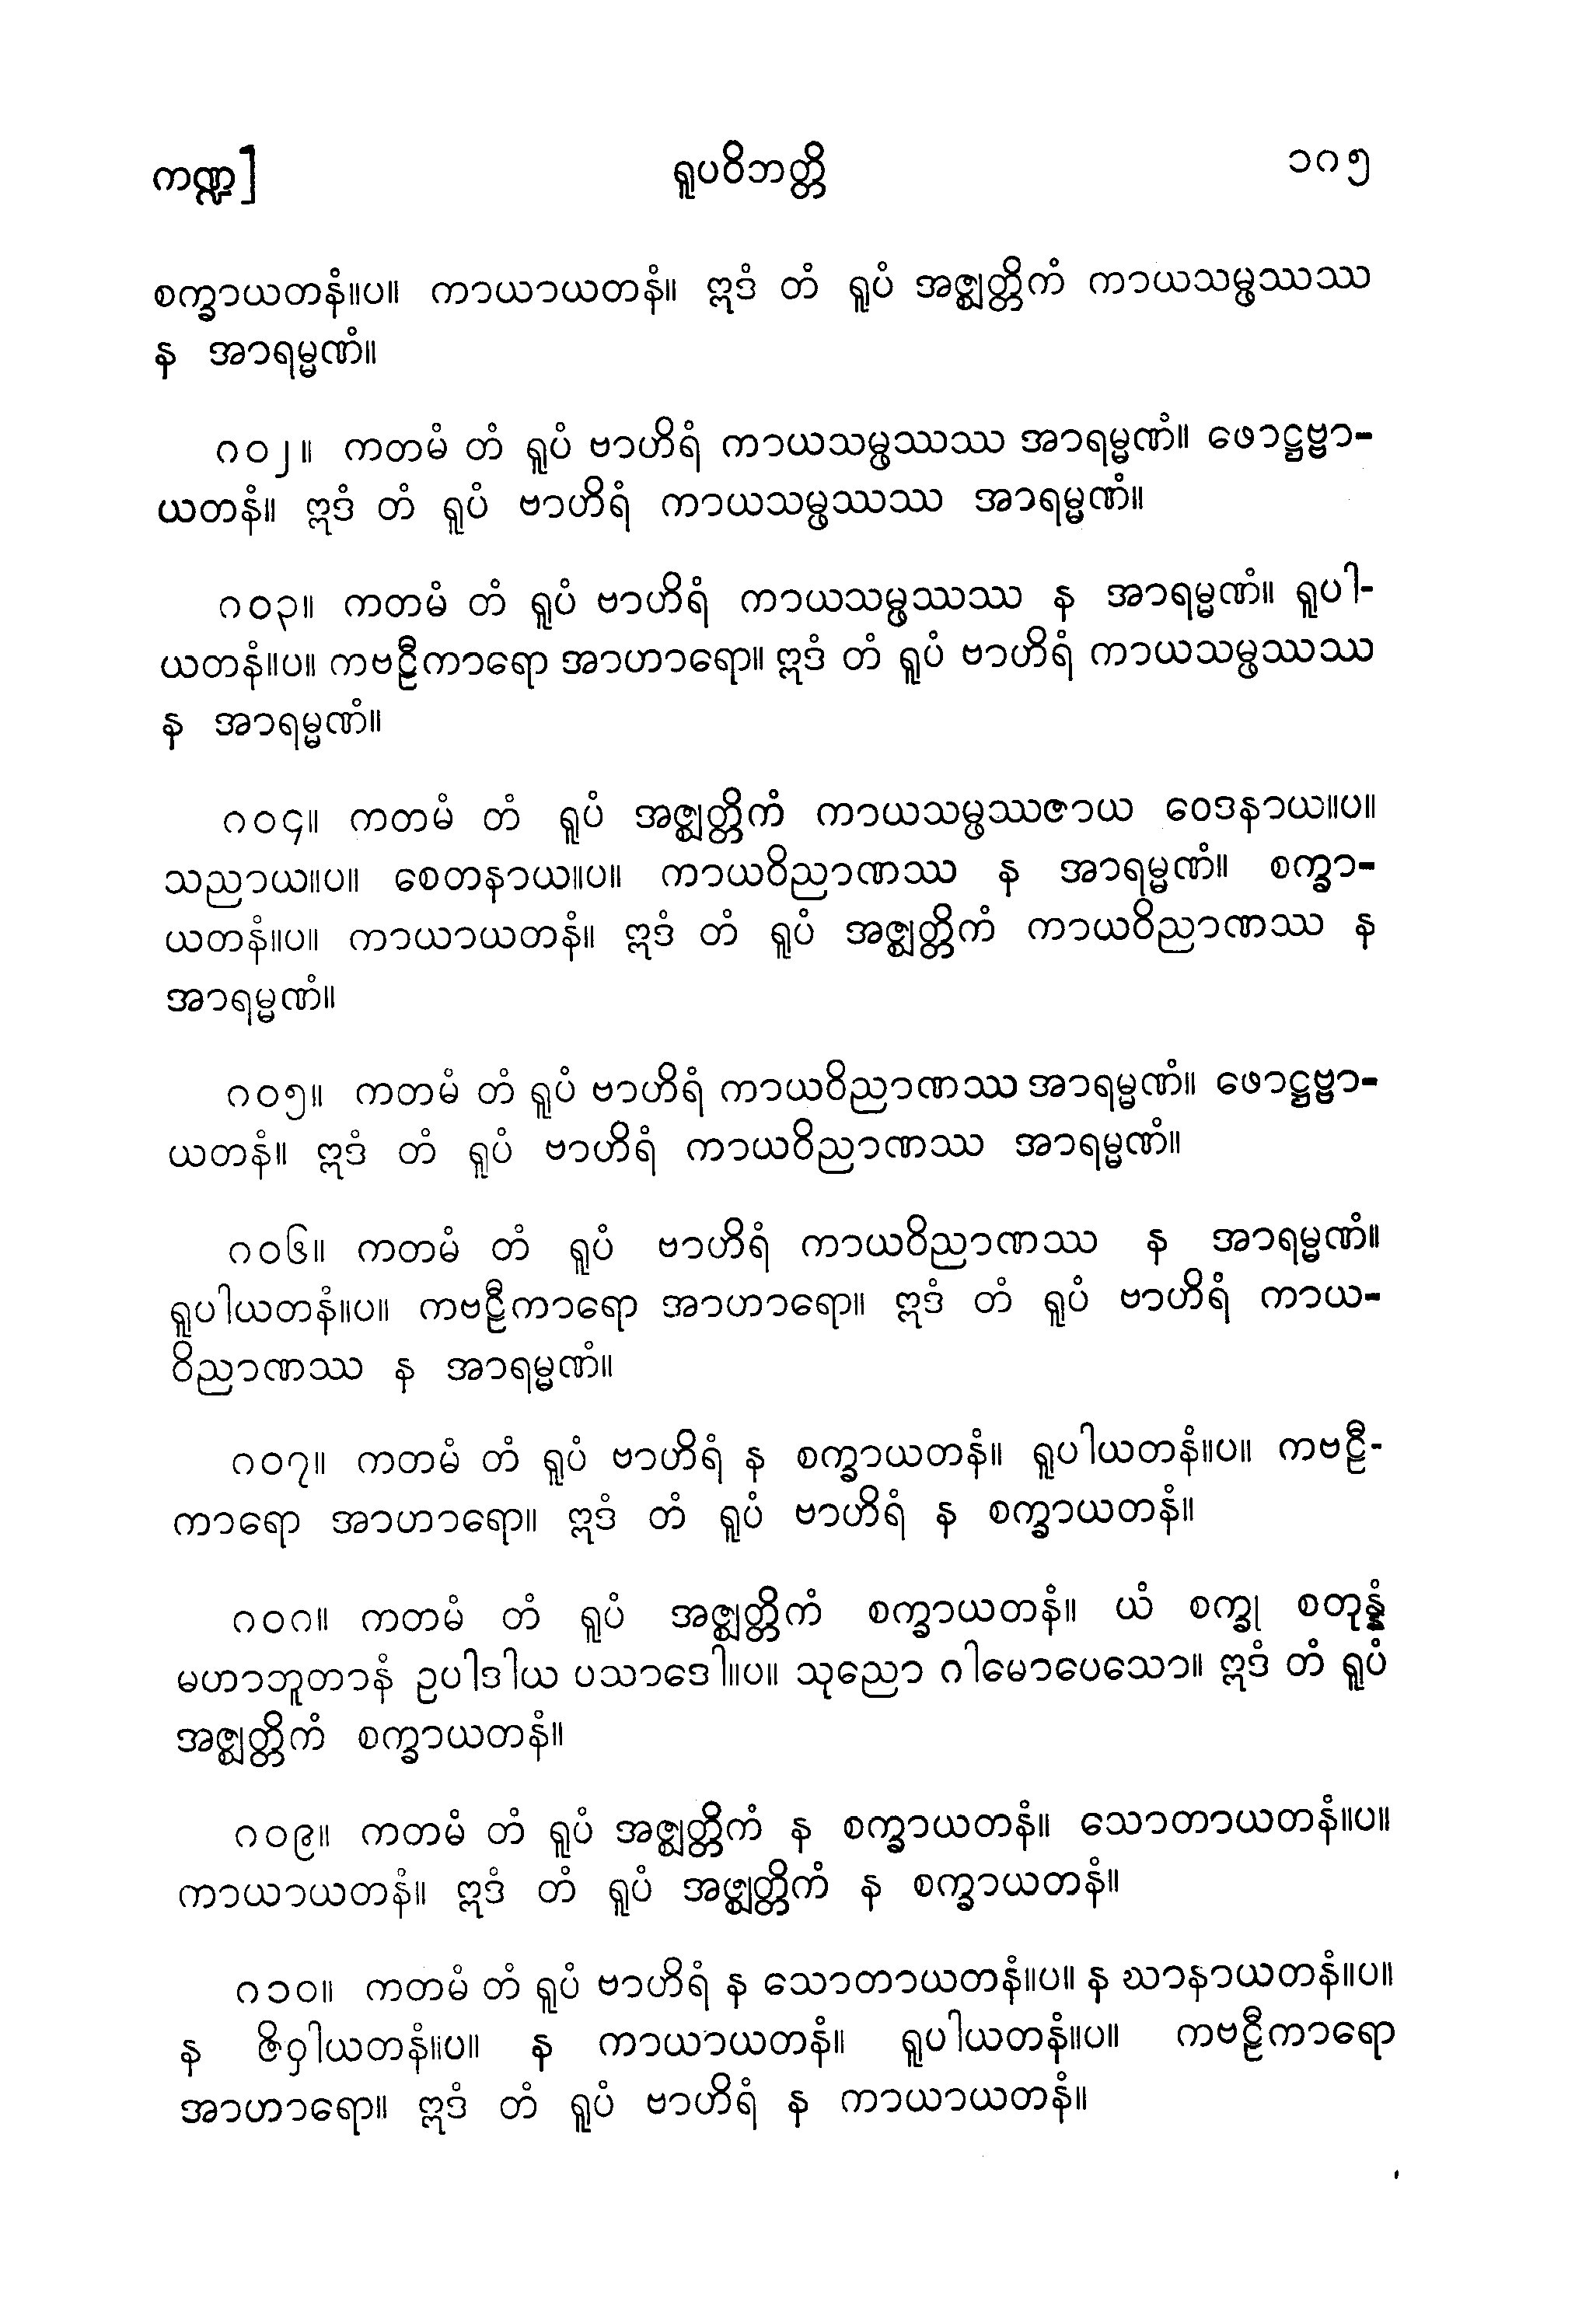 ကဏ္ဍ] ရူပဝိဘတ္တိ ၁၈၅
စက္ခာယတနံ။ပ။ ကာယာယတနံ။ ဣဒံ တံ ရူပံ အဇ္ဈတ္တိကံ ကာယသမ္ဖဿဿ
န အာရမ္မဏံ။
၈၀၂။ ကတမံ တံ ရူပံ ဗာဟိရံ ကာယသမ္ဖဿဿ အာရမ္မဏံ။ ဖောဋ္ဌဗ္ဗာ-
ယတနံ။ ဣဒံ တံ ရူပံ ဗာဟိရံ ကာယသမ္ဖဿဿ အာရမ္မဏံ။
၈၀၃။ ကတမံ တံ ရူပံ ဗာဟိရံ ကာယသမ္ဖဿဿ န အာရမ္မဏံ။ ရူပါ-
ယတနံ။ပ။ ကဗဠီကာရော အာဟာရော။ ဣဒံ တံ ရူပံ ဗာဟိရံ ကာယသမ္ဖဿဿ
န အာရမ္မဏံ။
၈၀၄။ ကတမံ တံ ရူပံ အဇ္ဈတ္တိကံ ကာယသမ္ဖဿဇာယ ဝေဒနာယ။ပ။
သညာယ။ပ။ စေတနာယ။ပ။ ကာယဝိညာဏဿ န အာရမ္မဏံ။ စက္ခာ-
ယတနံ။ပ။ ကာယာယတနံ။ ဣဒံ တံ ရူပံ အဇ္ဈတ္တိကံ ကာယဝိညာဏဿ န
အာရမ္မဏံ။
၈၀၅။ ကတမံ တံ ရူပံ ဗာဟိရံ ကာယဝိညာဏဿ အာရမ္မဏံ။ ဖောဋ္ဌဗ္ဗာ-
ယတနံ။ ဣဒံ တံ ရူပံ ဗာဟိရံ ကာယဝိညာဏဿ အာရမ္မဏံ။
၈၀၆။ ကတမံ တံ ရူပံ ဗာဟိရံ ကာယဝိညာဏဿ န အာရမ္မဏံ။
ရူပါယတနံ။ပ။ ကဗဠီကာရော အာဟာရော။ ဣဒံ တံ ရူပံ ဗာဟိရံ ကာယ-
ဝိညာဏဿ န အာရမ္မဏံ။
၈၀၇။ ကတမံ တံ ရူပံ ဗာဟိရံ န စက္ခာယတနံ။ ရူပါယတနံ။ပ။ ကဗဠီ-
ကာရော အာဟာရော။ ဣဒံ တံ ရူပံ ဗာဟိရံ န စက္ခာယတနံ။
၈၀၈။ ကတမံ တံ ရူပံ အဇ္ဈတ္တိကံ စက္ခာယတနံ။ ယံ စက္ခု စတုန္နံ
မဟာဘူတာနံ ဥပါဒါယ ပသာဒေါ။ပ။ သုညော ဂါမောပေသော။ ဣဒံ တံ ရူပံ
အဇ္ဈတ္တိကံ စက္ခာယတနံ။
၈၀၉။ ကတမံ တံ ရူပံ အဇ္ဈတ္တိကံ န စက္ခာယတနံ။ သောတာယတနံ။ပ။
ကာယာယတနံ။ ဣဒံ တံ ရူပံ အဇ္ဈတ္တိကံ န စက္ခာယတနံ။
၈၁၀။ ကတမံ တံ ရူပံ ဗာဟိရံ န သောတာယတနံ။ပ။ န ဃာနာယတနံ။ပ။
န ဇိဝှါယတနံ။ပ။ န ကာယာယတနံ။ ရူပါယတနံ။ပ။ ကဗဠီကာရော
အာဟာရော။ ဣဒံ တံ ရူပံ ဗာဟိရံ န ကာယာယတနံ။